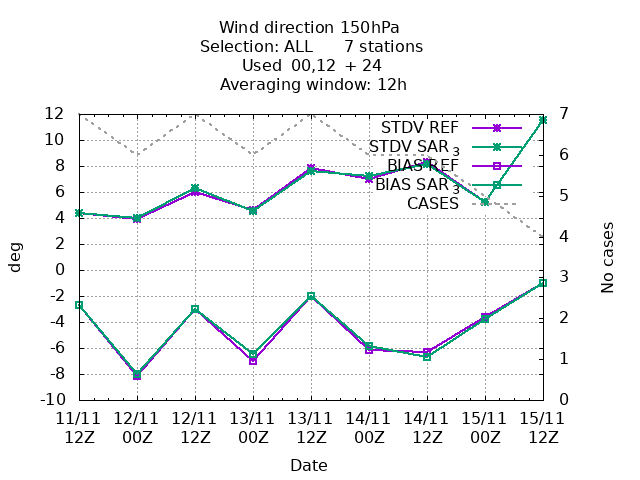 Wind direction 150hPa
Selection: ALL 7 stations
Used 00,12 + 24
Averaging window: 12h
12
10
8
6
4
2
0
-2
-4
-6
-8
-10
deg
7
6
5
4
3
2
1
0
No cases
STDV REF
STDV SAR 3
BIAS REF
BIAS SAR 3
CASES
11/11 12/11 12/11 13/11 13/11 14/11 14/11 15/11 15/11
12Z 00Z 12Z 00Z 12Z 00Z 12Z 00Z 12Z
Date